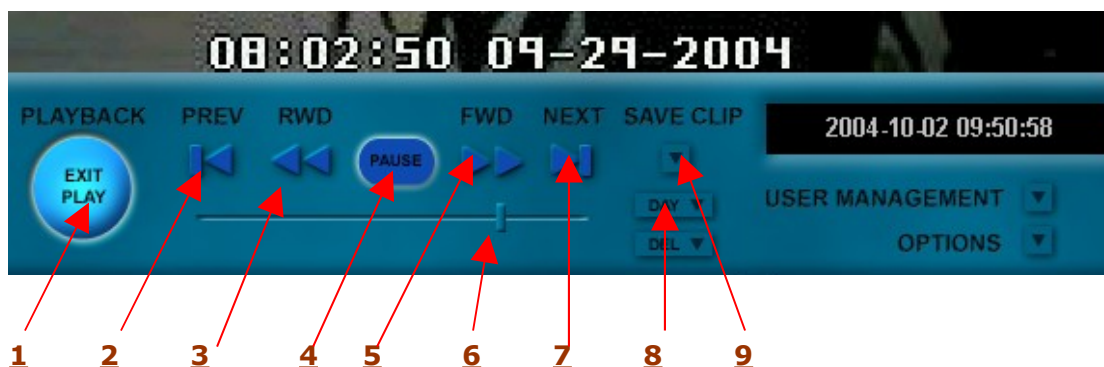 08:02:50 09-29-2004
PLAYBACK PREV RWD FWD NEXT SAVE CLIP
2004-10-02 09:50:58
EXIT PLAY
PAUSE
DAY
USER MANAGEMENT
DEL
OPTIONS
1 2 3 4 5 6 7 8 9